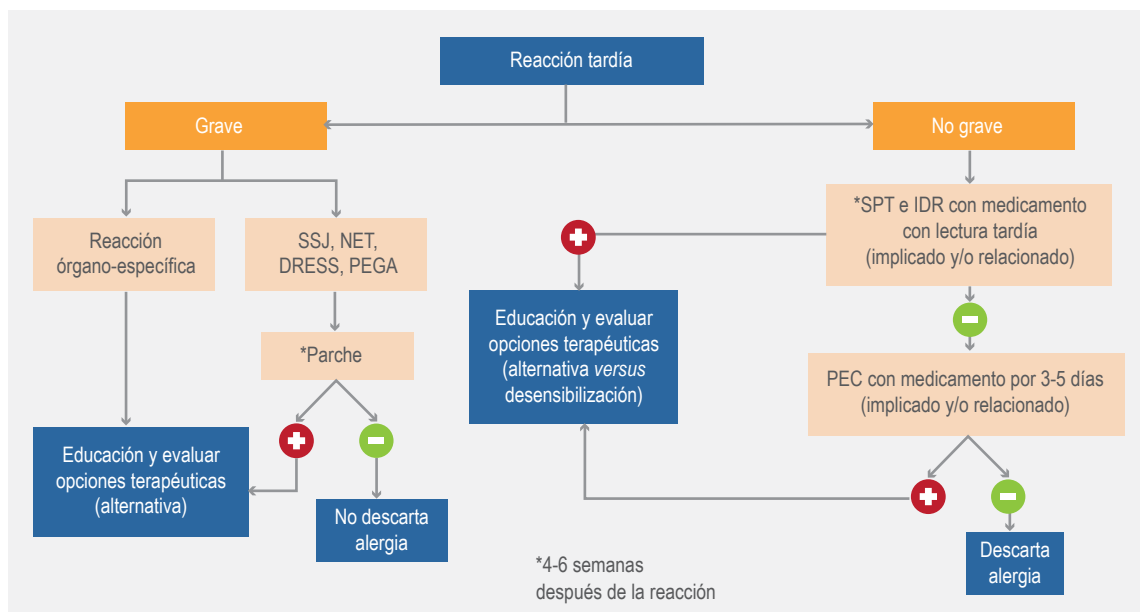 Reacción tardía
Grave
No grave
Reacción
órgano-específica
SSJ, NET,
DRESS, PEGA
*SPT e IDR con medicamento
con lectura tardía
(implicado y/o relacionado)
*Parche
Educación y evaluar
opciones terapéuticas
(alternativa versus
desensibilización)
PEC con medicamento por 3-5 días
(implicado y/o relacionado)
Educación y evaluar
opciones terapéuticas
(alternativa)
No descarta
alergia
Descarta
alergia
*4-6 semanas
después de la reacción